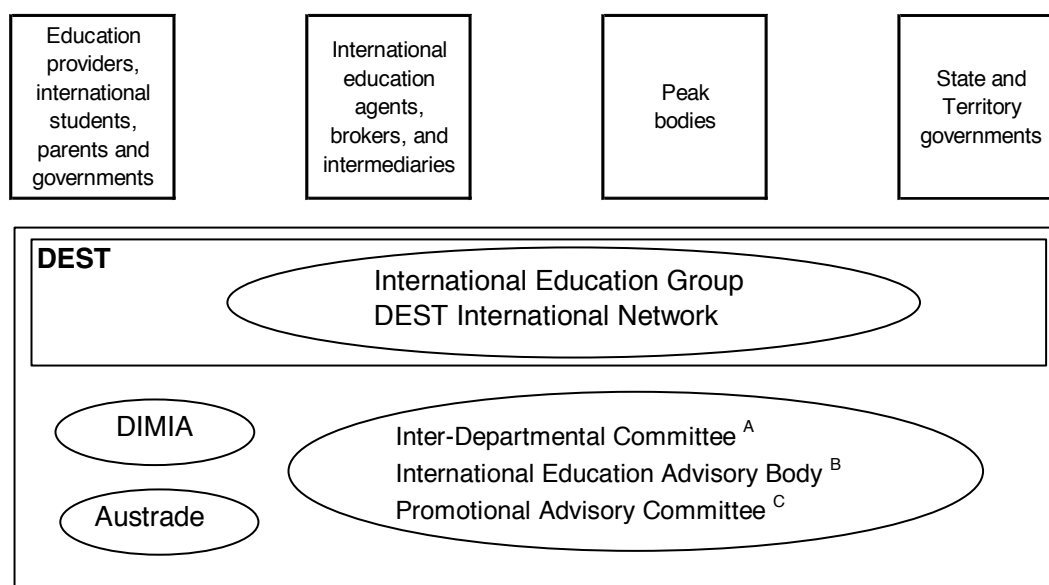 Education
providers,
international
students,
parents and
governments
International
education
agents,
brokers, and
intermediaries
Peak
bodies
State and
Territory
governments
DEST
International Education Group
DEST International Network
DIMIA
Austrade
Inter-Departmental Committee A
International Education Advisory Body B
Promotional Advisory Committee C